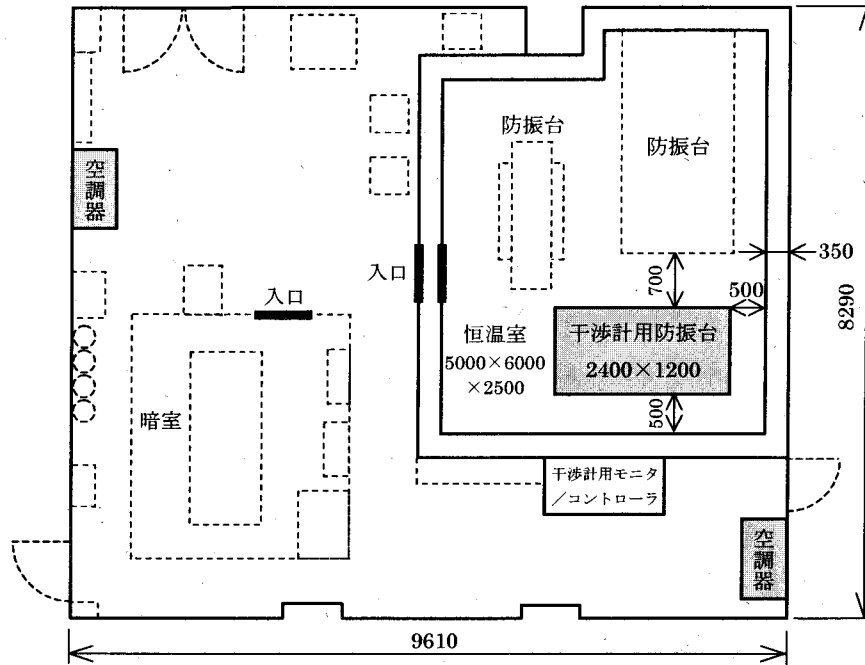 防振台
防振台
空調器
入口
入口
350
700
500
8290
恒温室
5000×6000
×2500
干渉計用防振台
2400×1200
500
暗室
干渉計用モニタ
／コントローラ
空調器
9610